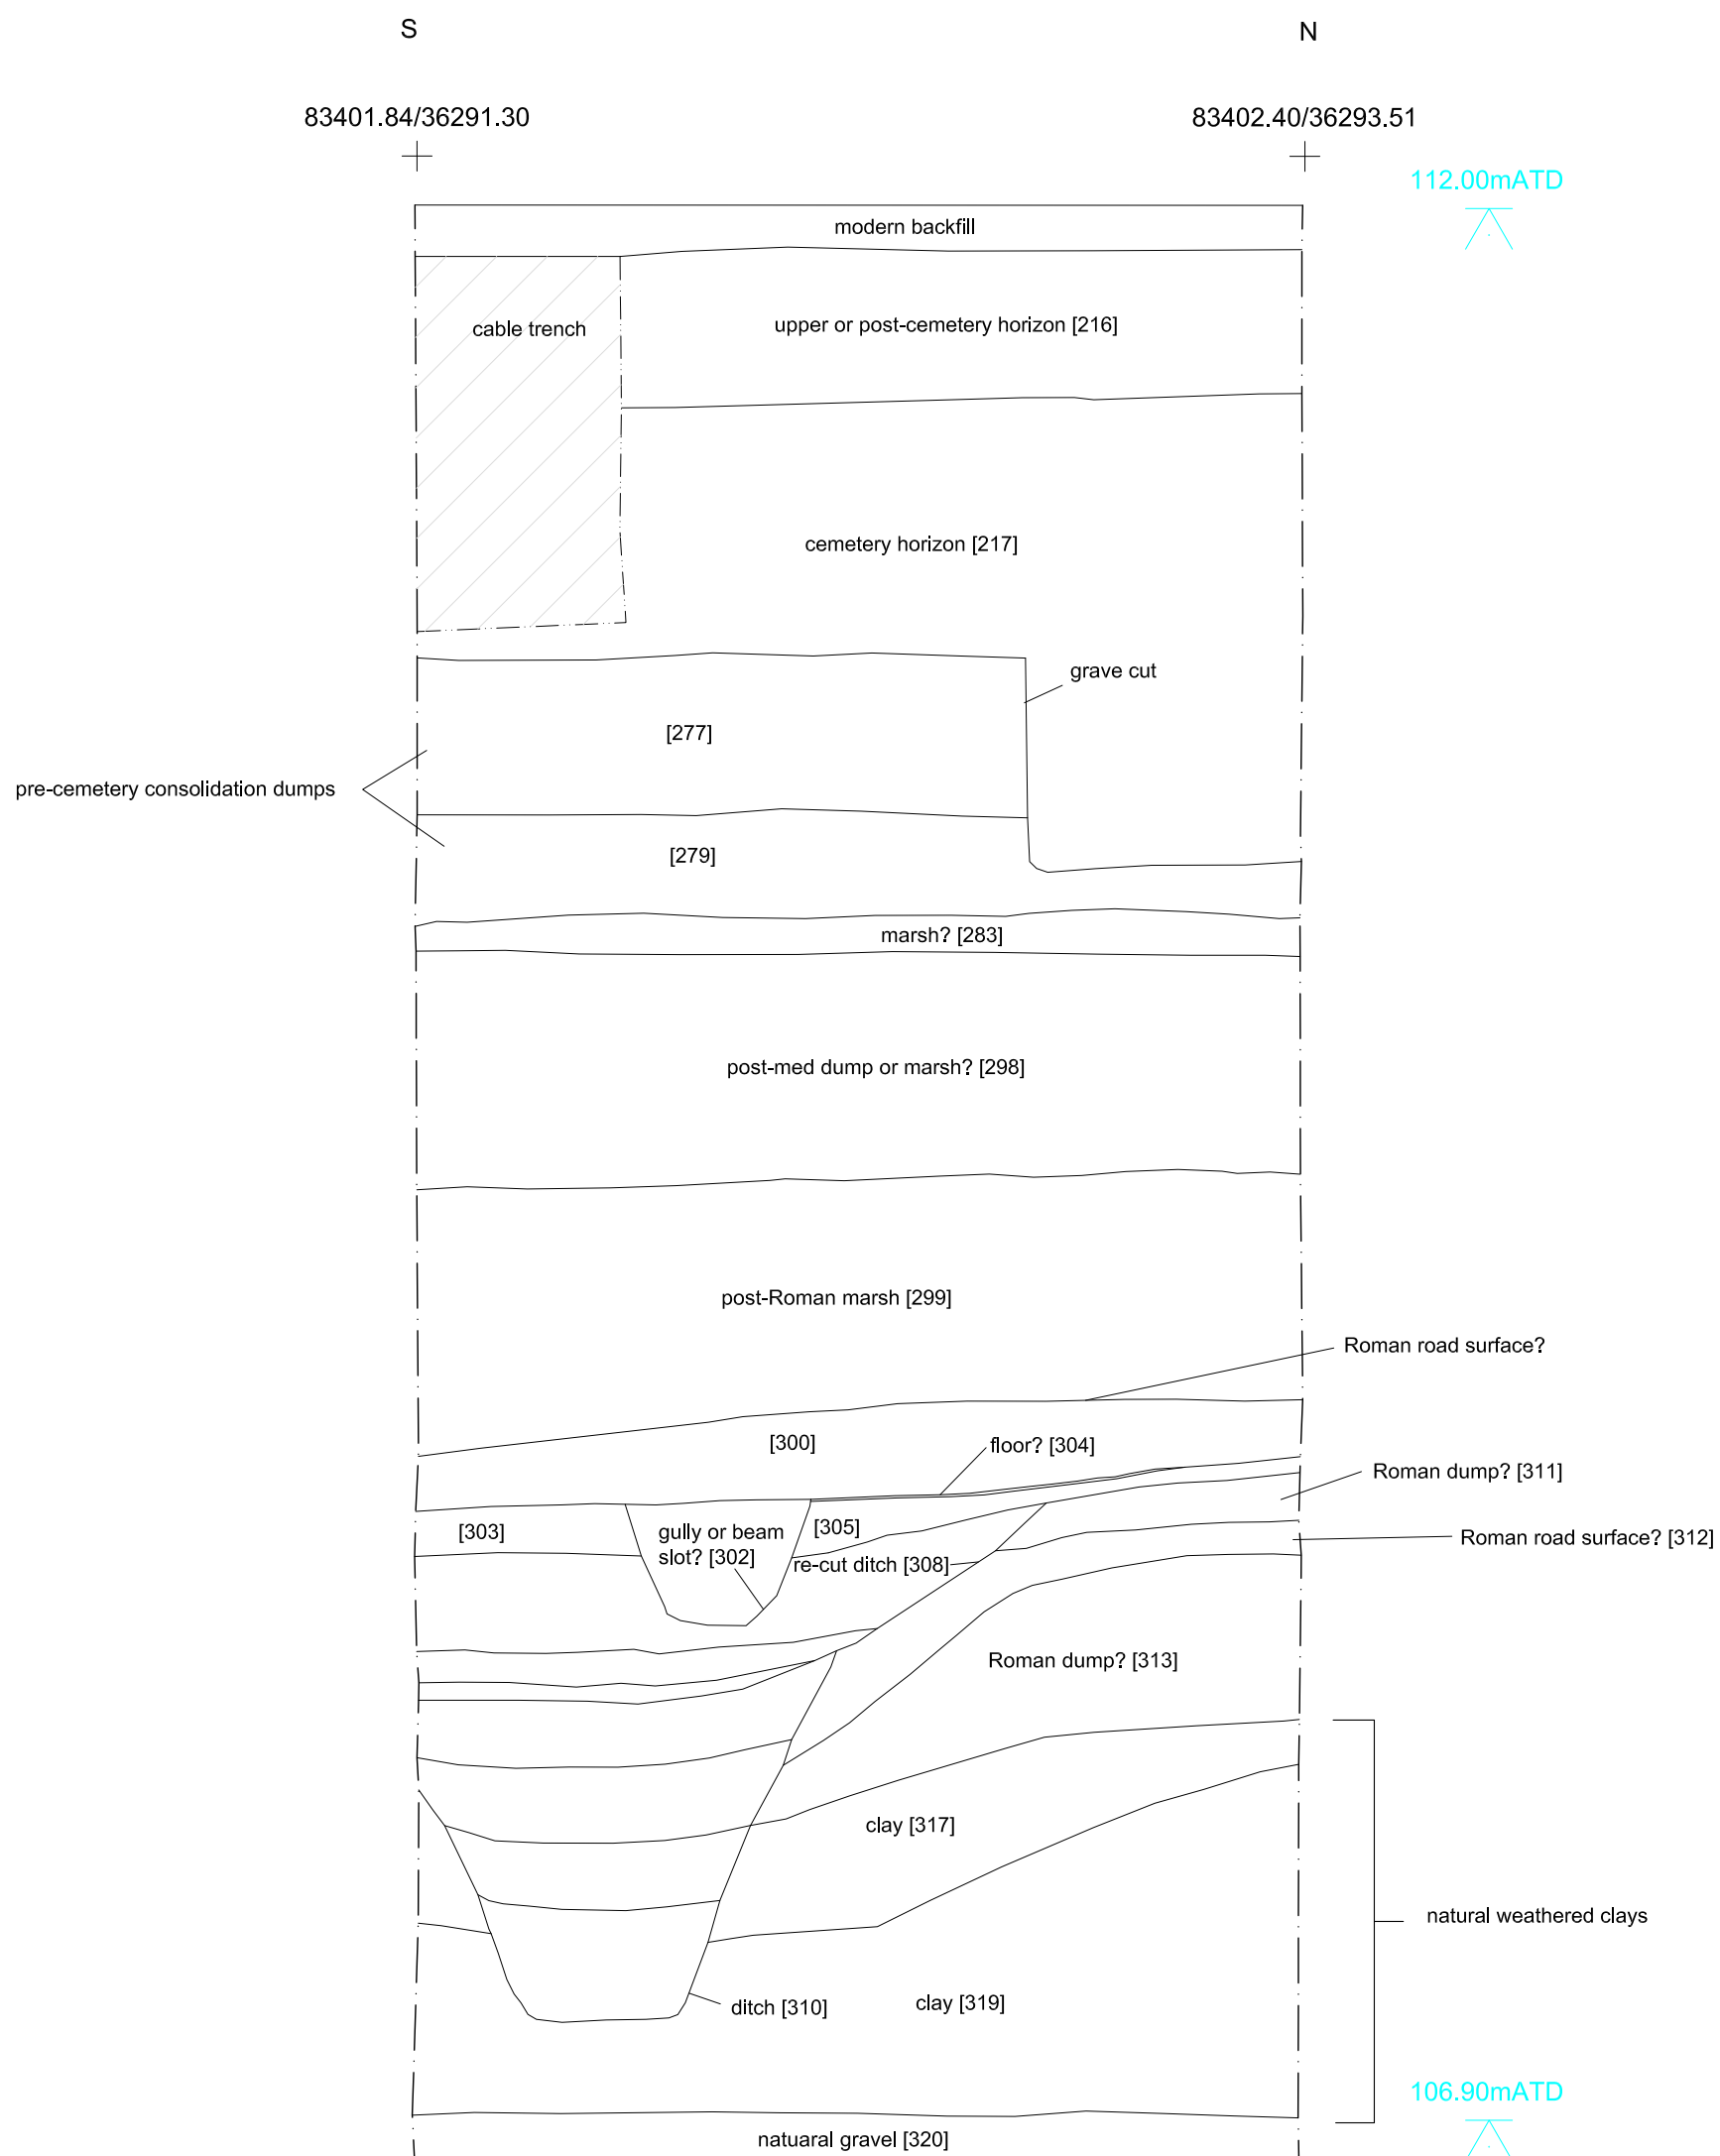 S
N
83401.84/36291.30
83402.40/36293.51
112.00mATD
modern backfill
cable trench
upper or post-cemetery horizon [216]
cemetery horizon [217]
grave cut
[277]
pre-cemetery consolidation dumps
[279]
marsh? [283]
post-med dump or marsh? [298]
post-Roman marsh [299]
Roman road surface?
[300]
floor? [304]
Roman dump? [311]
[303]
gully or beam
slot? [302]
[305]
re-cut ditch [308]
Roman road surface? [312]
Roman dump? [313]
clay [317]
natural weathered clays
ditch [310]
clay [319]
106.90mATD
natuaral gravel [320]